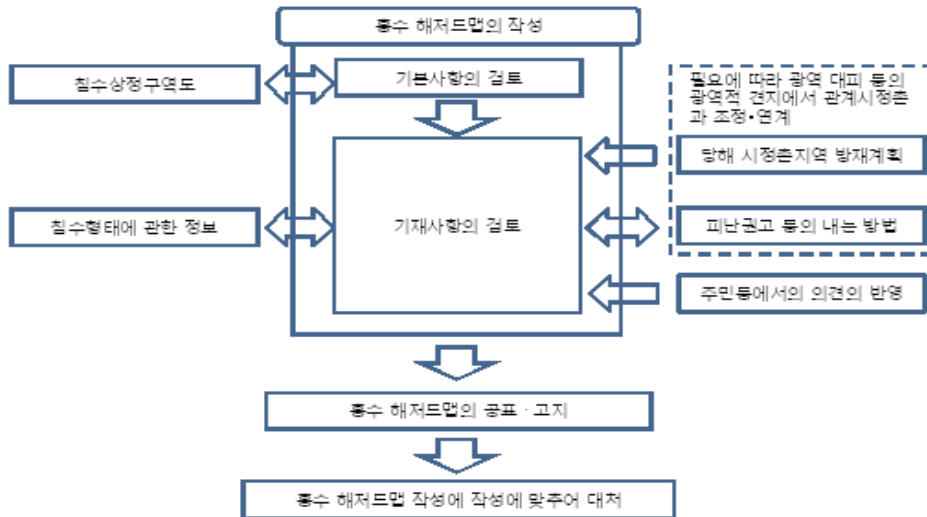 홍수 해저드맵의 작성
침수상정구역도
기본사항의 검토
필요에 따라 광역 대피 등의
광역적 견지에서 관계시정촌
과 조정•연계
당해 시정촌지역 방재계획
침수형태에 관한 정보
기재사항의 검토
피난권고 등의 내는 방법
주민등에서의 의견의 반영
홍수 해저드맵의 공표 · 고지
홍수 해저드맵 작성에 작성에 맞추어 대처